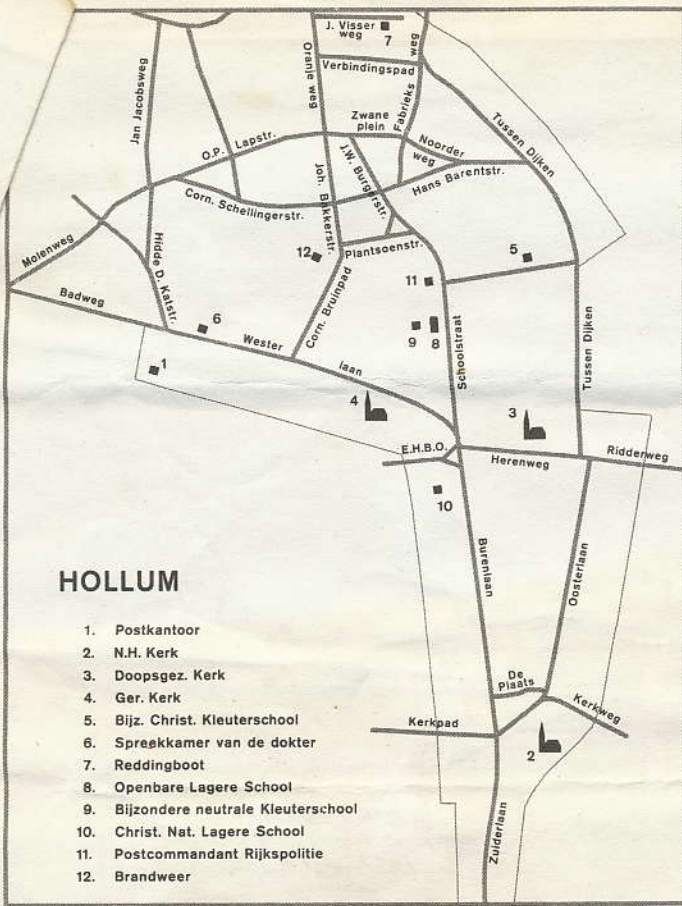 J. Visser
weg
7
weg
Oranje weg
Verbindingspad
Jan Jacobsweg
Zwane
plein
Fabrieks
Tussen Dijken
O.P. Lapstr.
Noorder
weg
J.W. Burgerstr.
Joh. Bakkerstr.
Hans Barentstr.
Corn. Schellingerstr.
Molenweg
Hidde D. Katstr.
12
Plantsoenstr.
5
11
Badweg
Corn. Bruinpad
6
Wester
laan
9
8
Schoolstraat
Tussen Dijken
1
4
3
E.H.B.O.
Herenweg
Ridderweg
10
Burenlaan
Oosterlaan
De
Plaats
Kerkpad
Kerkweg
2
Zuiderlaan
HOLLUM
1. Postkantoor
2. N.H. Kerk
3. Doopsgez. Kerk
4. Ger. Kerk
5. Bijz. Christ. Kleuterschool
6. Spreekkamer van de dokter
7. Reddingboot
8. Openbare Lagere School
9. Bijzondere neutrale Kleuterschool
10. Christ. Nat. Lagere School
11. Postcommandant Rijkspolitie
12. Brandweer